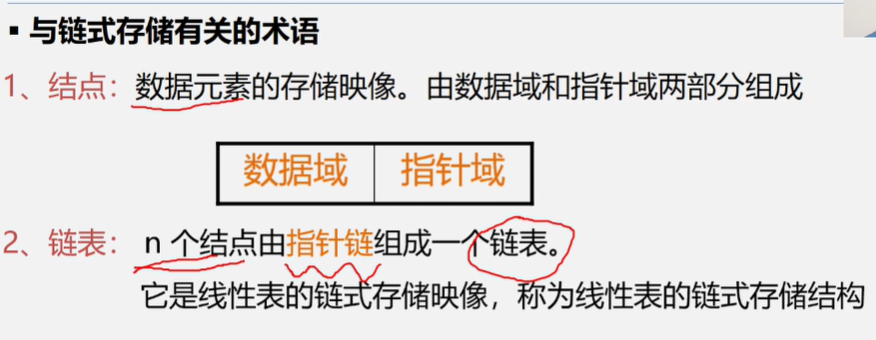 ▪ 与链式存储有关的术语
1、结点：数据元素的存储映像。由数据域和指针域两部分组成
数据域 指针域
2、链表： n 个结点由指针链组成一个链表。
它是线性表的链式存储映像，称为线性表的链式存储结构